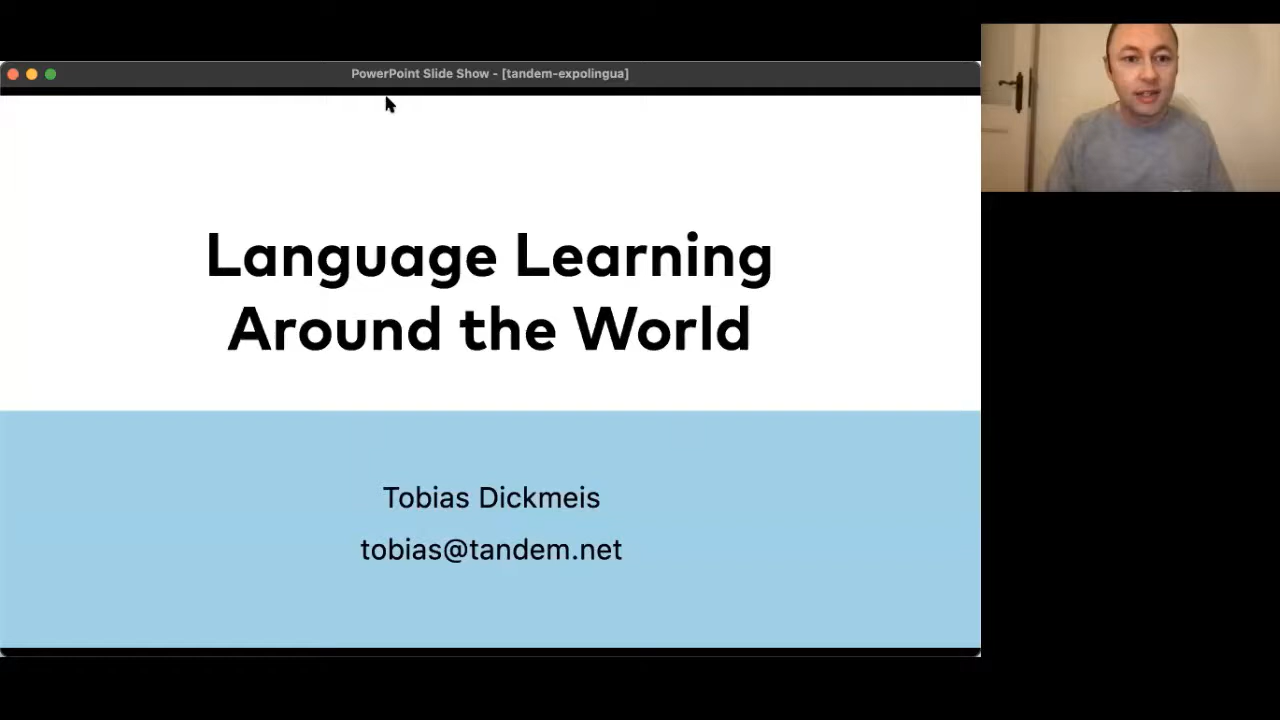 PowerPoint Slide Show - [tandem-expolingua]
Language Learning
Around the World
Tobias Dickmeis
tobias@tandem.net